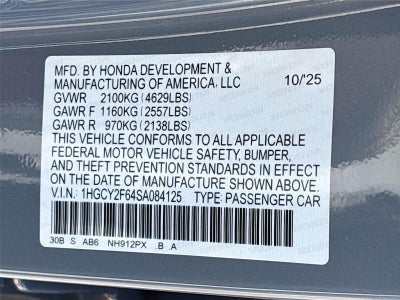 MFD. BY HONDA DEVELOPMENT &
MANUFACTURING OF AMERICA, LLC 10/'25
GVWR 2100KG (4629LBS)
GAWR F 1160KG (2557LBS)
GAWR R 970KG (2138LBS)
THIS VEHICLE CONFORMS TO ALL APPLICABLE
FEDERAL MOTOR VEHICLE SAFETY, BUMPER,
AND THEFT PREVENTION STANDARDS IN EFFECT
ON THE DATE OF MANUFACTURE SHOWN ABOVE.
V.I.N.: 1HGCY2F64SA084125 TYPE: PASSENGER CAR
30B S AB6 NH912PX .B .A